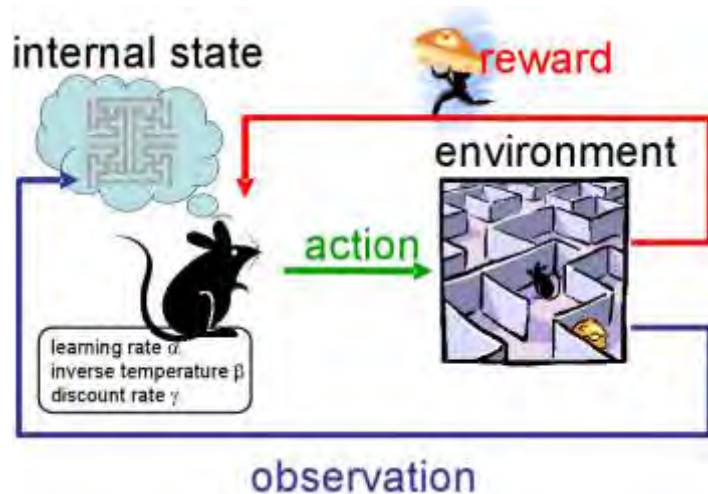 internal state
reward
environment
action
learning rate α
inverse temperature β
discount rate γ
observation